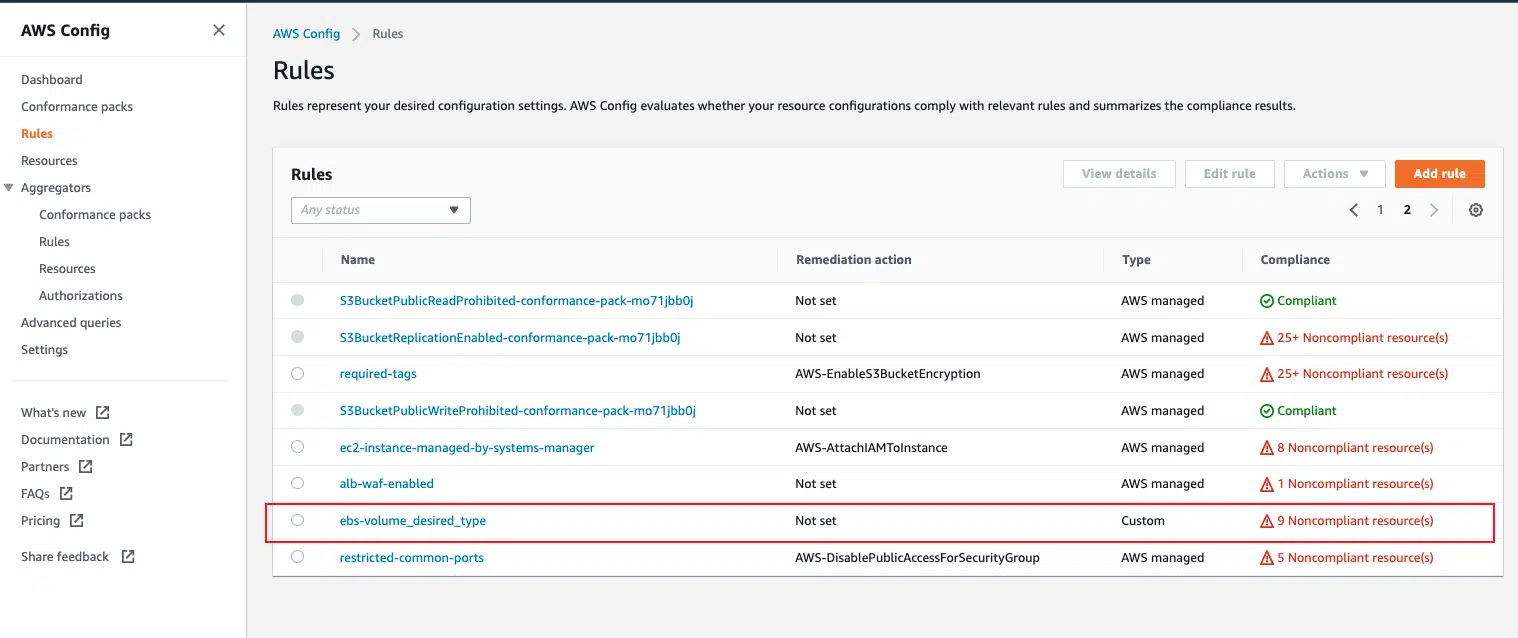 AWS Config
Dashboard
Conformance packs
Rules
Resources
Aggregators
Conformance packs
Rules
Resources
Authorizations
Advanced queries
Settings
What's new
Documentation
Partners
FAQs
Pricing
Share feedback
AWS Config Rules
Rules
Rules represent your desired configuration settings. AWS Config evaluates whether your resource configurations comply with relevant rules and summarizes the compliance results.
Rules View details Edit rule Actions Add rule
Any status 1 2
Name Remediation action Type Compliance
S3BucketPublicReadProhibited-conformance-pack-mo71jbb0j Not set AWS managed Compliant
S3BucketReplicationEnabled-conformance-pack-mo71jbb0j Not set AWS managed 25+ Noncompliant resource(s)
required-tags AWS-EnableS3BucketEncryption AWS managed 25+ Noncompliant resource(s)
S3BucketPublicWriteProhibited-conformance-pack-mo71jbb0j Not set AWS managed Compliant
ec2-instance-managed-by-systems-manager AWS-AttachIAMToInstance AWS managed 8 Noncompliant resource(s)
alb-waf-enabled Not set AWS managed 1 Noncompliant resource(s)
ebs-volume_desired_type Not set Custom 9 Noncompliant resource(s)
restricted-common-ports AWS-DisablePublicAccessForSecurityGroup AWS managed 5 Noncompliant resource(s)